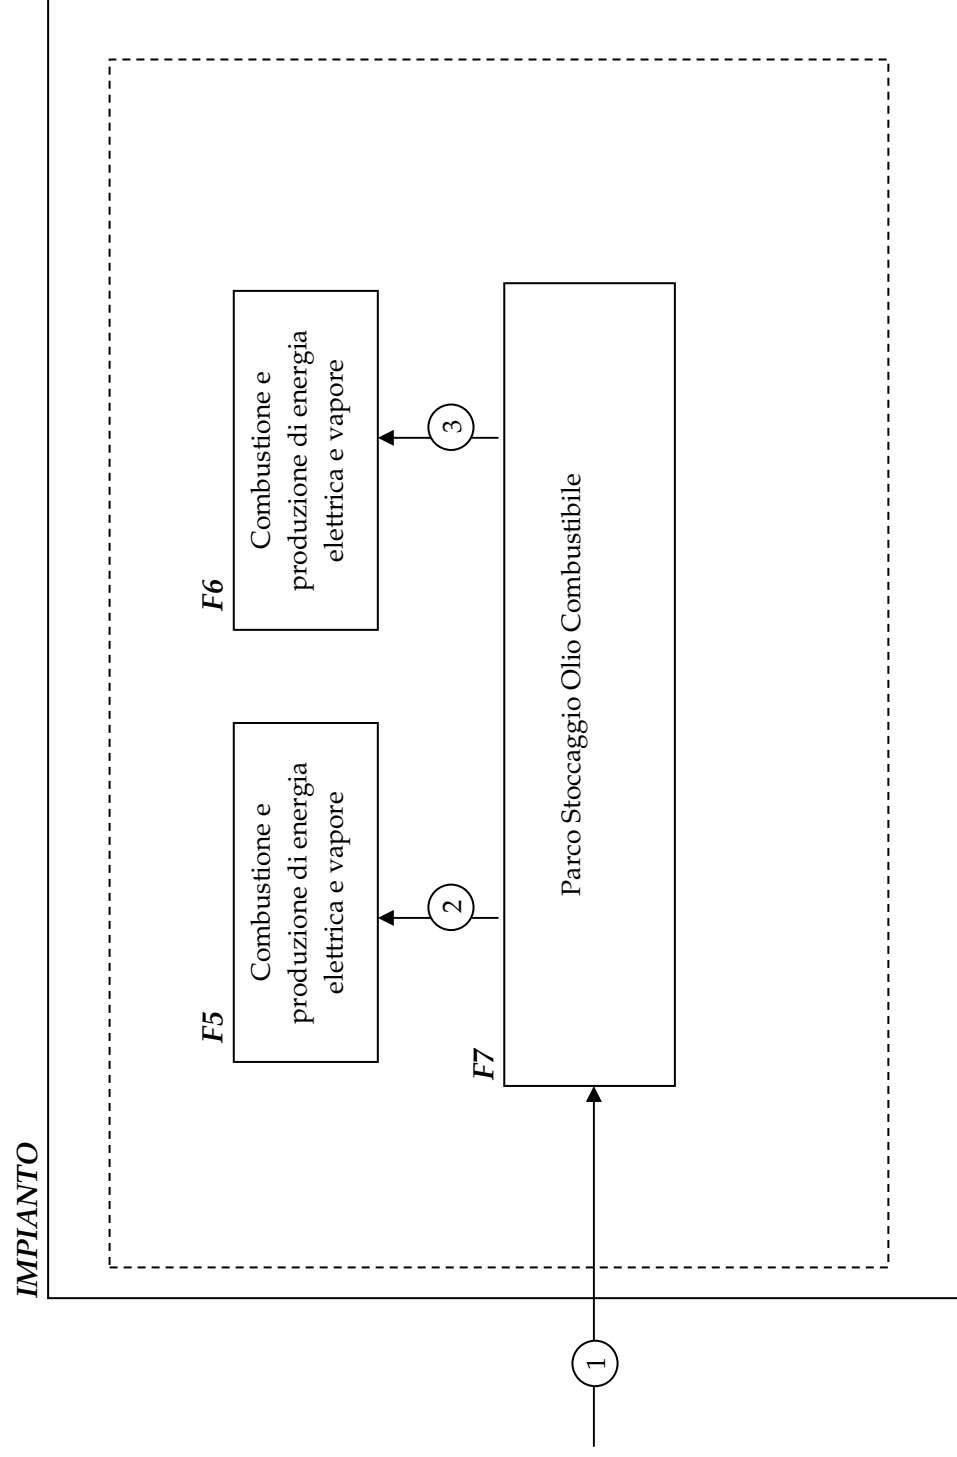 IMPIANTO
F5
Combustione e
produzione di energia
elettrica e vapore
F6
Combustione e
produzione di energia
elettrica e vapore
2
3
F7
Parco Stoccaggio Olio Combustibile
1